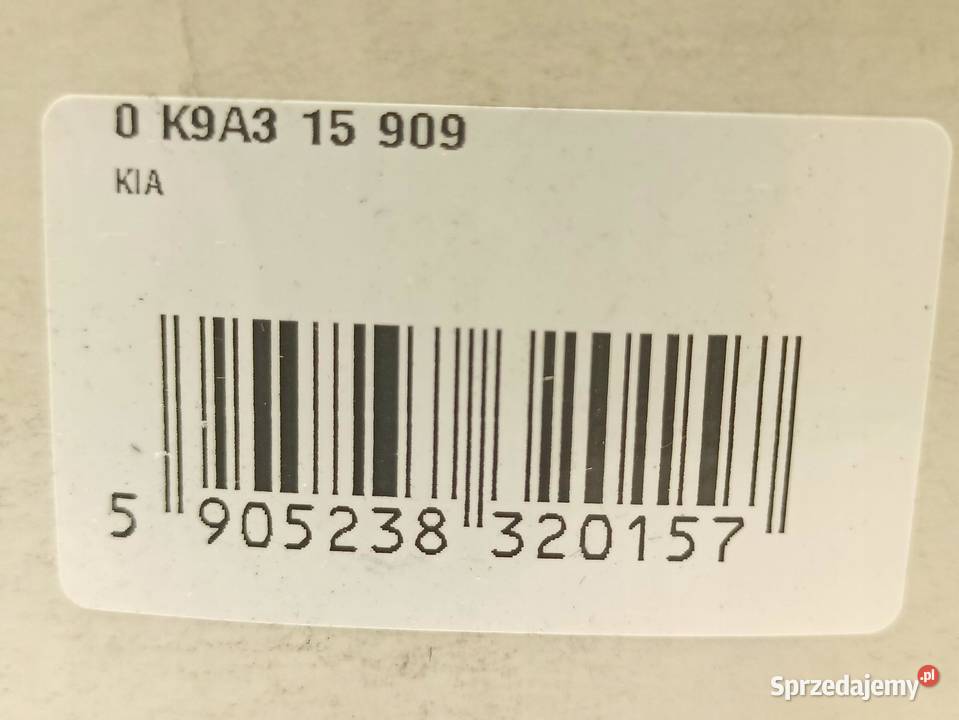 0 K9A3 15 909
KIA
5 905238 320157
Sprzedajemy.pl